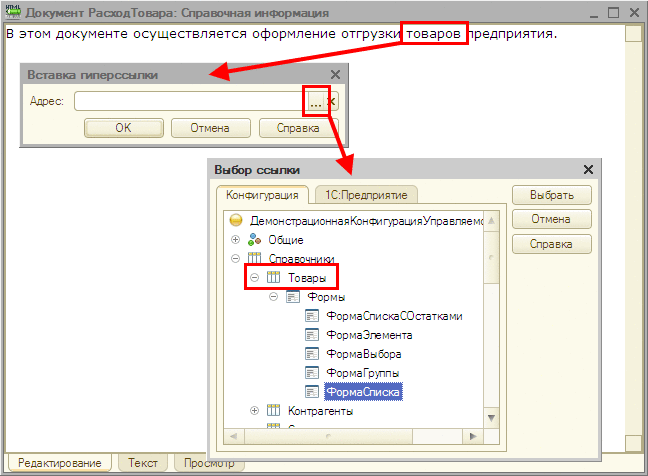 Документ РасходТовара: Справочная информация
В этом документе осуществляется оформление отгрузки товаров предприятия.
Вставка гиперссылки
Адрес:
...
OK Отмена Справка
Выбор ссылки
Конфигурация 1С:Предприятие
Выбрать
Отмена
Справка
ДемонстрационнаяКонфигурацияУправляемо
Общие
Справочники
Товары
Формы
ФормаСпискаСОстатками
ФормаЭлемента
ФормаВыбора
ФормаГруппы
ФормаСписка
Контрагенты
Редактирование Текст Просмотр